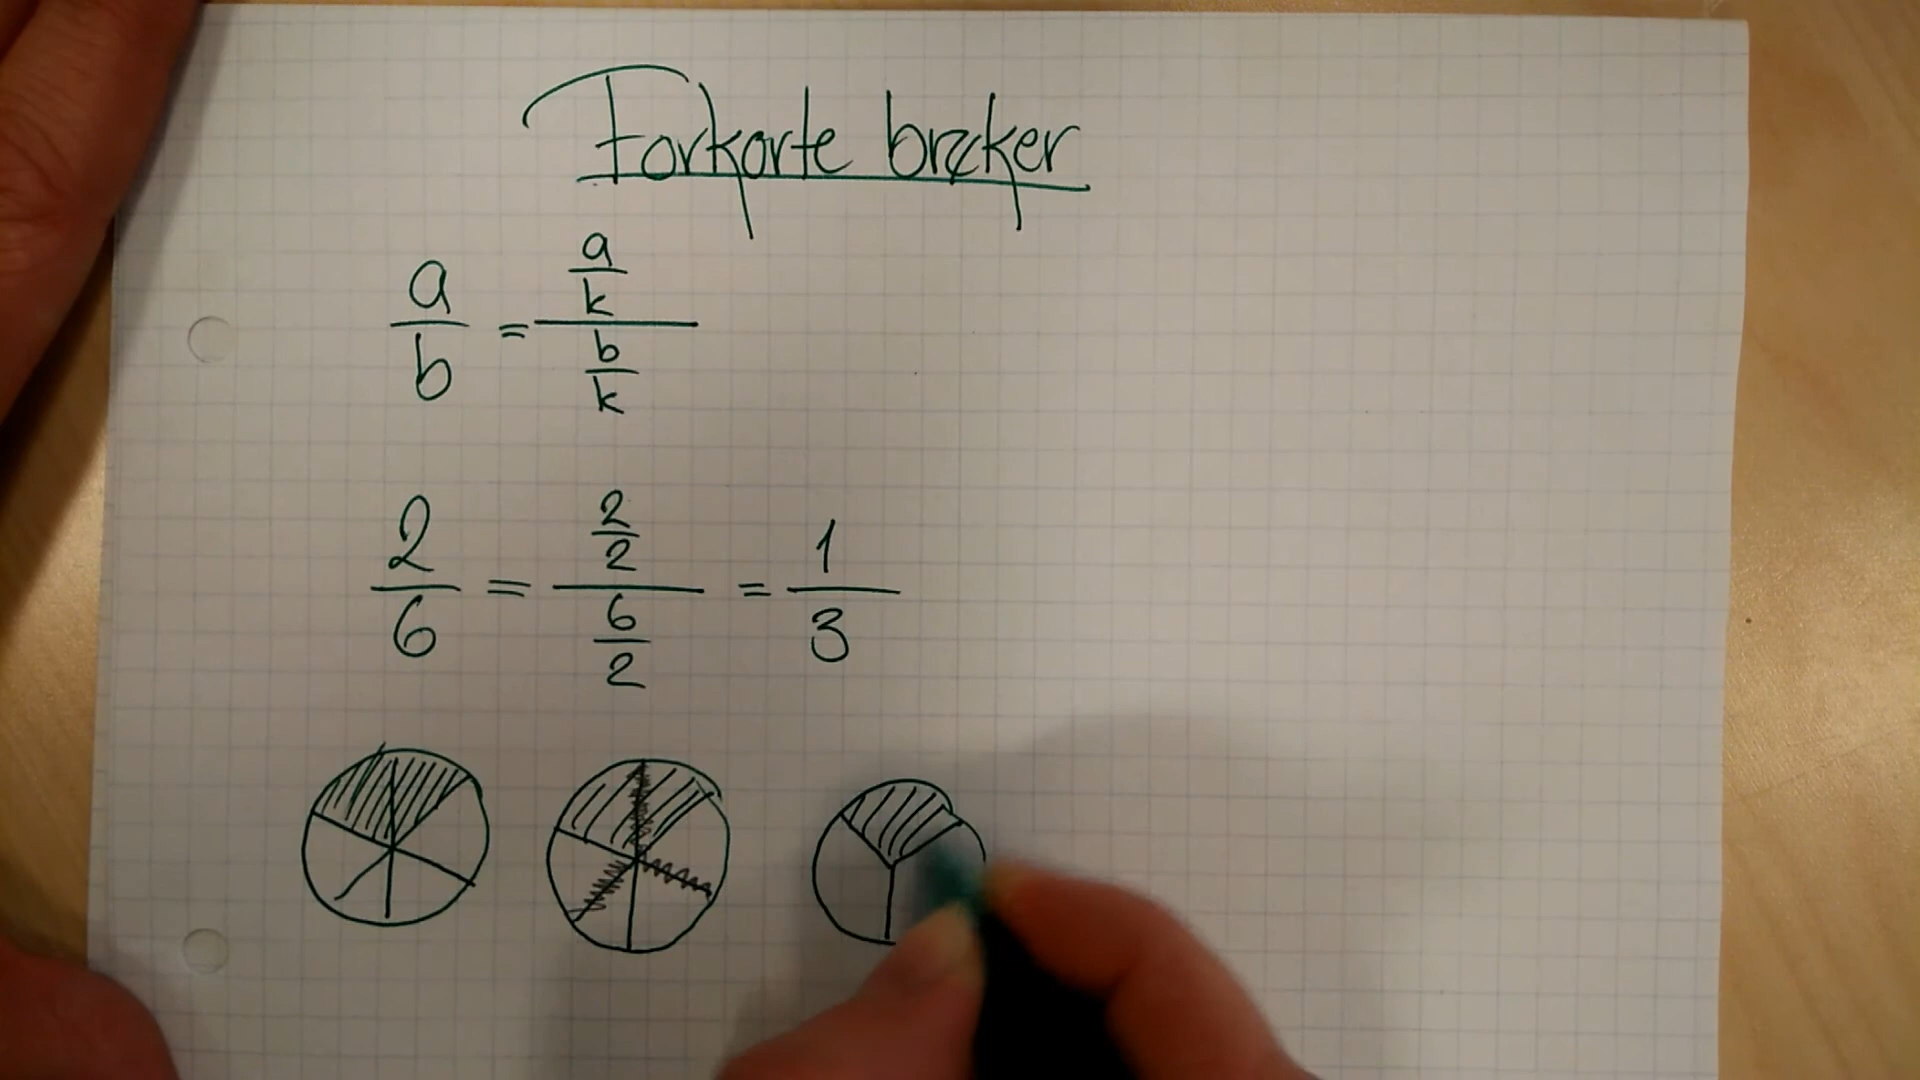 Forkorte brøker
a/b = (a/k)/(b/k)
2/6 = (2/2)/(6/2) = 1/3